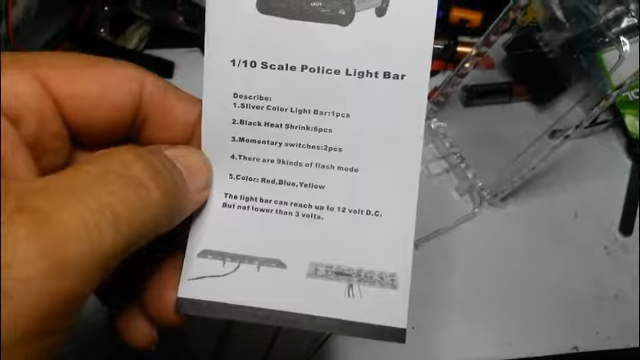 1/10 Scale Police Light Bar
Describe:
1.Sliver Color Light Bar:1pcs
2.Black Heat Shrink:6pcs
3.Momentary switches:2pcs
4.There are 9kinds of flash mode
5.Color: Red,Blue,Yellow
The light bar can reach up to 12 volt D.C.
But not lower than 3 volts.